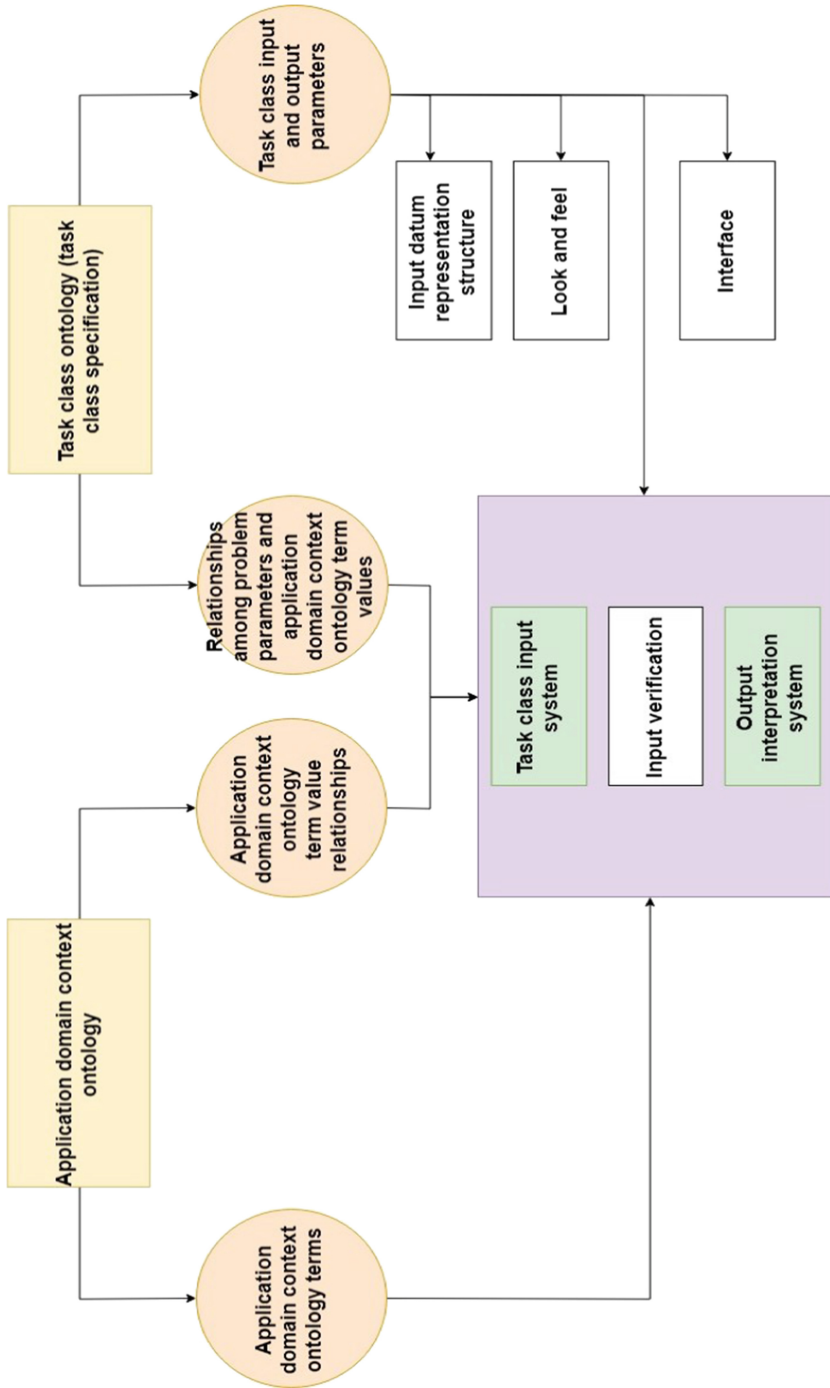 Application domain context
ontology
Task class ontology (task
class specification)
Application
domain context
ontology terms
Application
domain context
ontology
term value
relationships
Relationships
among problem
parameters and
application
domain context
ontology term
values
Task class input
and output
parameters
Task class input
system
Input verification
Output
interpretation
system
Input datum
representation
structure
Look and feel
Interface